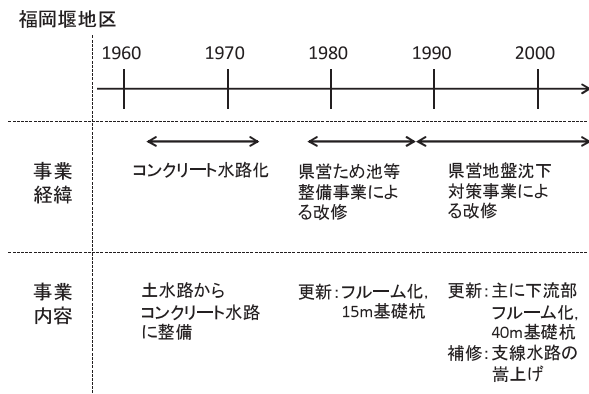 福岡堰地区
1960 1970 1980 1990 2000
事業
経緯
コンクリート水路化
県営ため池等
整備事業によ
る改修
県営地盤沈下
対策事業によ
る改修
事業
内容
土水路から
コンクリート水路
に整備
更新：フルーム化，
15m基礎杭
更新：主に下流部
フルーム化，
40m基礎杭
補修：支線水路の
嵩上げ